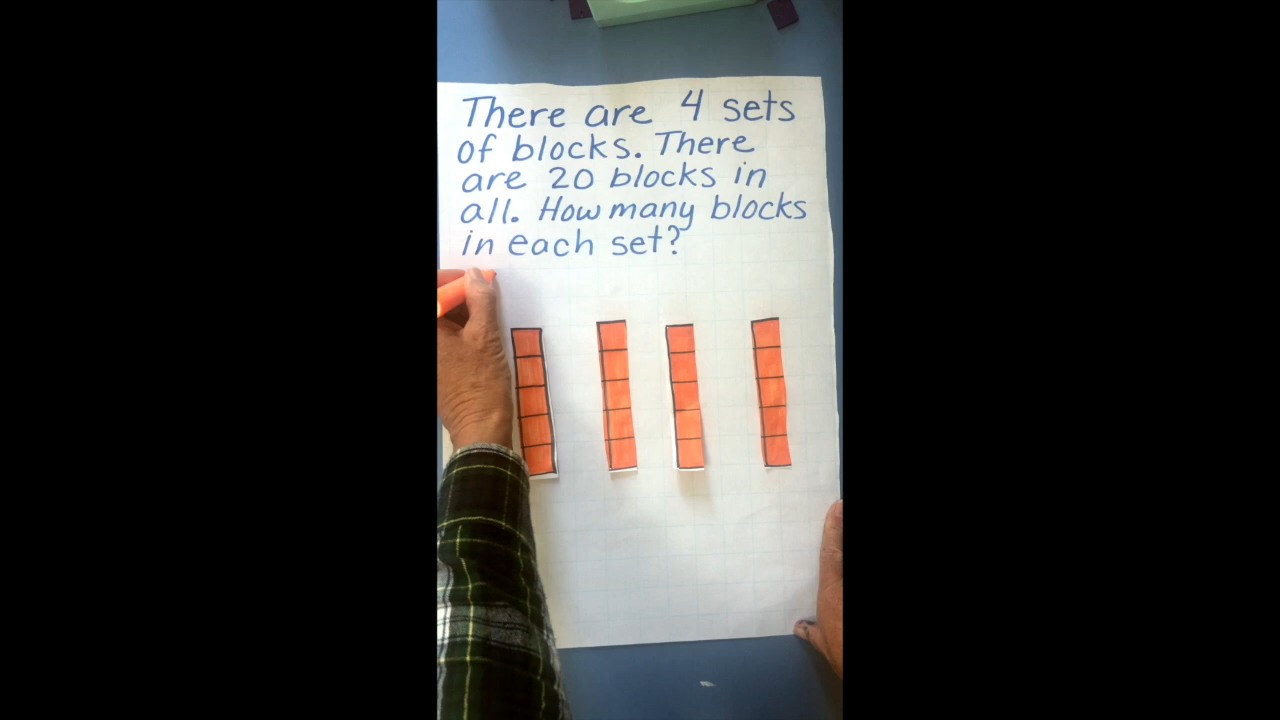 There are 4 sets
of blocks. There
are 20 blocks in
all. How many blocks
in each set?